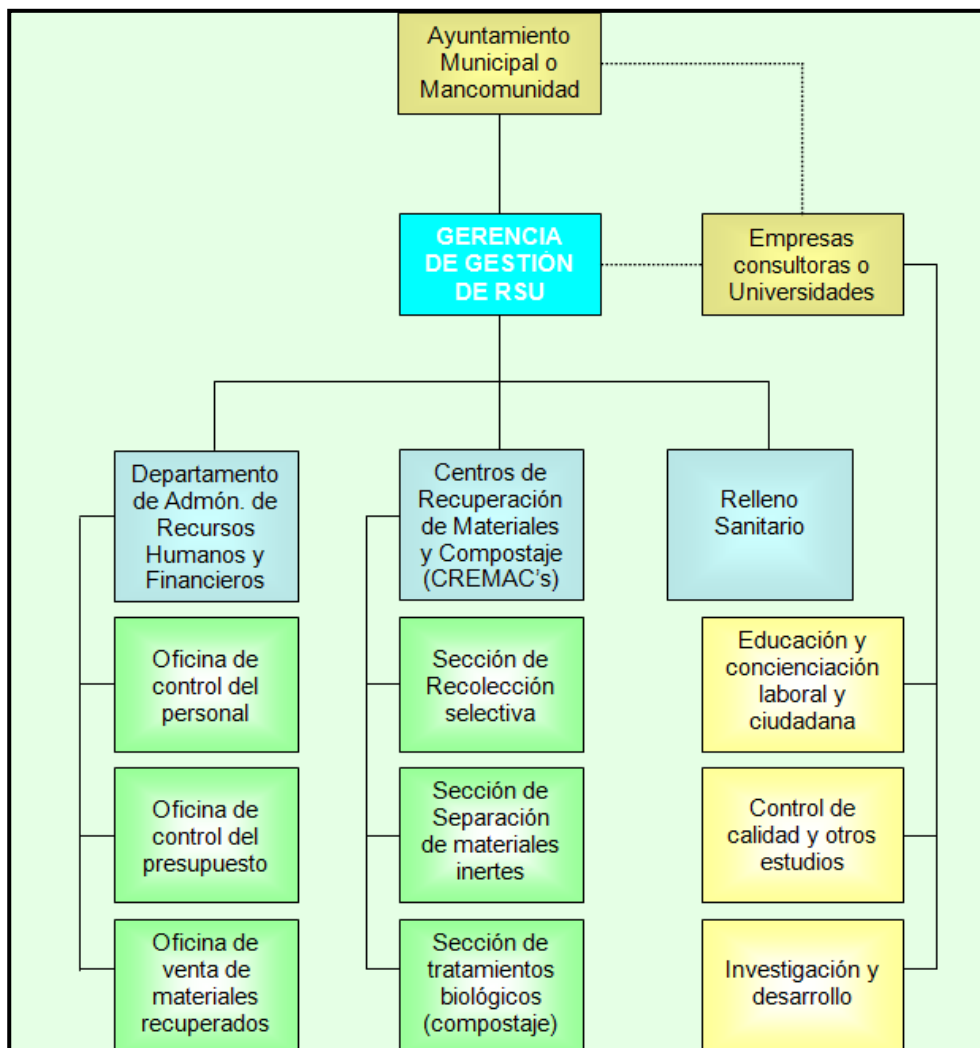 Ayuntamiento
Municipal o
Mancomunidad
GERENCIA
DE GESTIÓN
DE RSU
Empresas
consultoras o
Universidades
Departamento
de Admón. de
Recursos
Humanos y
Financieros
Centros de
Recuperación
de Materiales
y Compostaje
(CREMAC's)
Relleno
Sanitario
Oficina de
control del
personal
Sección de
Recolección
selectiva
Educación y
concienciación
laboral y
ciudadana
Oficina de
control del
presupuesto
Sección de
Separación
de materiales
inertes
Control de
calidad y otros
estudios
Oficina de
venta de
materiales
recuperados
Sección de
tratamientos
biológicos
(compostaje)
Investigación y
desarrollo